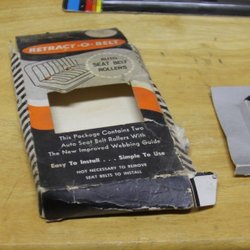 RETRACT-O-BELT
AUTO
SEAT BELT
ROLLERS
This Package Contains Two
Auto Seat Belt Rollers With
The New Improved Webbing Guide
Easy To Install . . . Simple To Use
NOT NECESSARY TO REMOVE
SEAT BELTS TO INSTALL